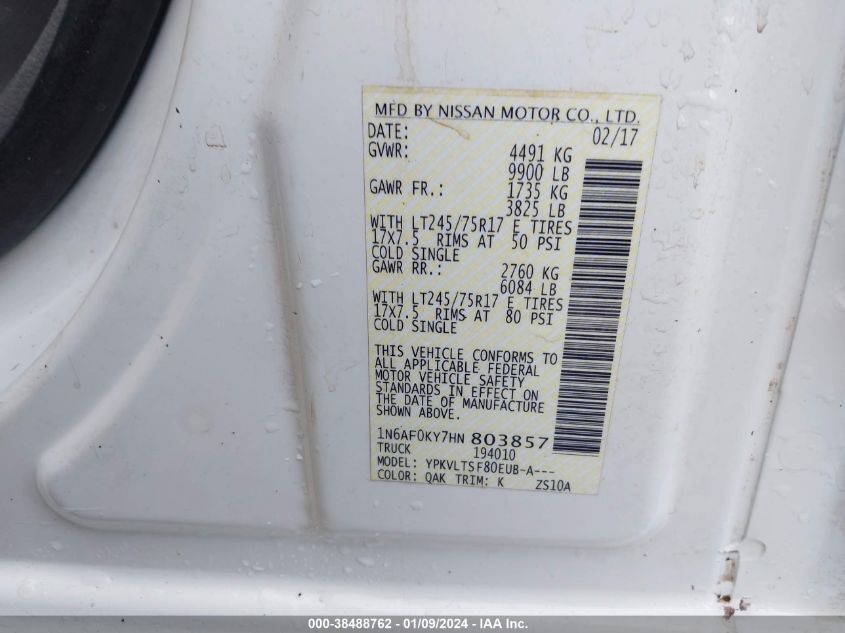 MFD BY NISSAN MOTOR CO., LTD.
DATE: 02/17
GVWR: 4491 KG
9900 LB
GAWR FR.: 1735 KG
3825 LB
WITH LT245/75R17 E TIRES
17X7.5 RIMS AT 50 PSI
COLD SINGLE
GAWR RR.: 2760 KG
6084 LB
WITH LT245/75R17 E TIRES
17X7.5 RIMS AT 80 PSI
COLD SINGLE
THIS VEHICLE CONFORMS TO
ALL APPLICABLE FEDERAL
MOTOR VEHICLE SAFETY
STANDARDS IN EFFECT ON
THE DATE OF MANUFACTURE
SHOWN ABOVE.
1N6AF0KY7HN 803857
TRUCK 194010
MODEL: YPKVLTSF80EUB-A---
COLOR: QAK TRIM: K ZS10A
000-38488762 - 01/09/2024 - IAA Inc.